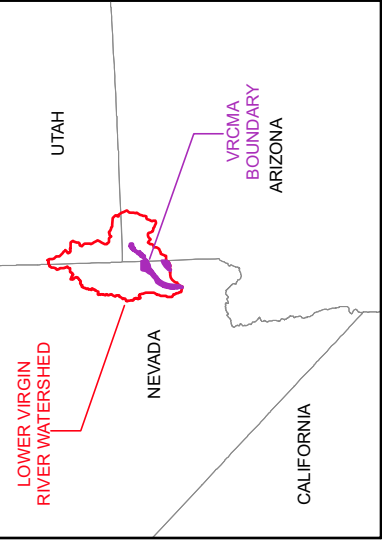 UTAH
LOWER VIRGIN
RIVER WATERSHED
VRCMA
BOUNDARY
ARIZONA
NEVADA
CALIFORNIA